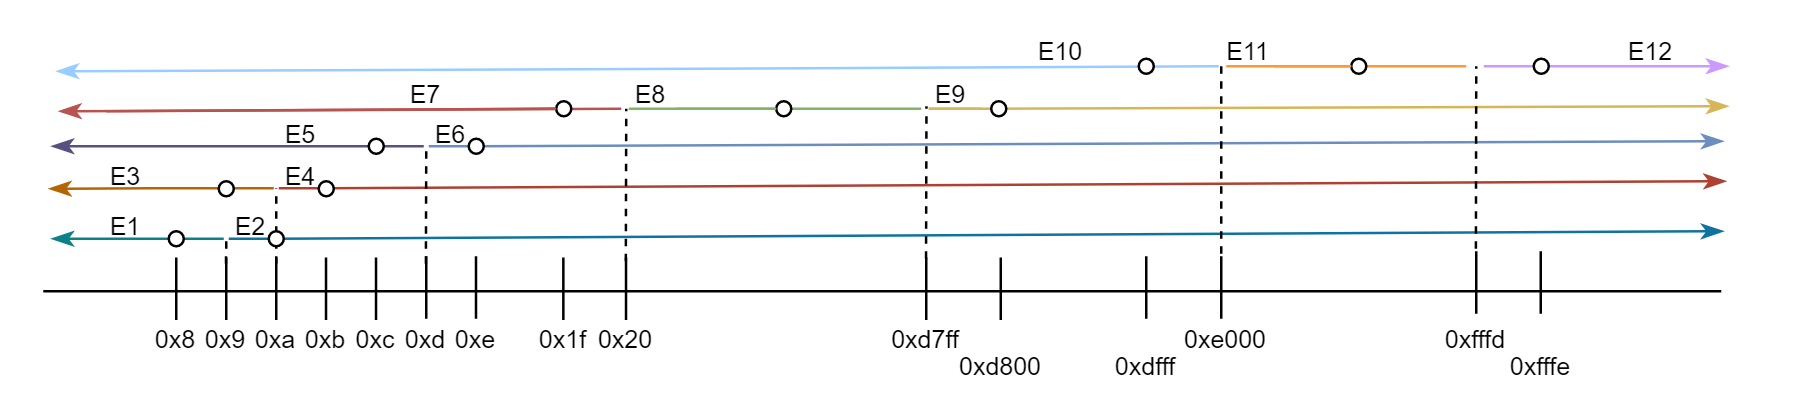 E10 E11 E12
E7 E8 E9
E5 E6
E3 E4
E1 E2
0x8 0x9 0xa 0xb 0xc 0xd 0xe 0x1f 0x20 0xd7ff 0xe000 0xfffd
0xd800 0xdfff 0xfffe